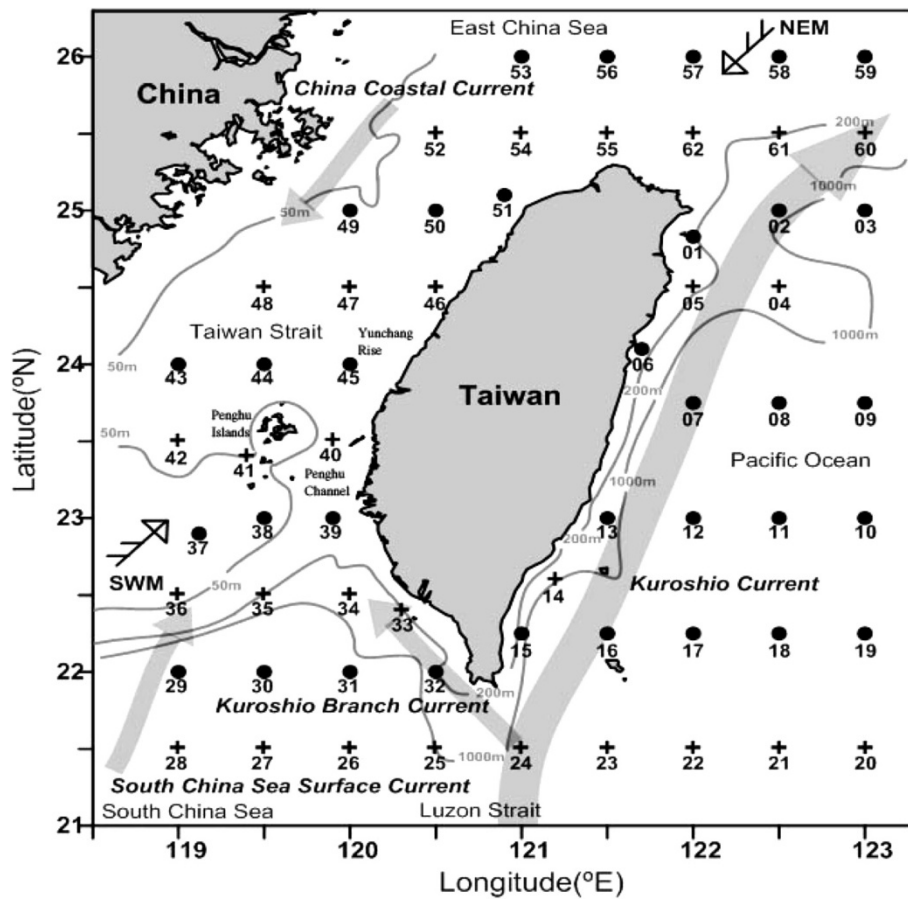 East China Sea
NEM
26
53
56
57
58
59
China
China Coastal Current
200m
52
54
55
62
61
60
1000m
25
50m
49
50
51
01
02
03
48
47
46
05
04
Taiwan Strait
Yunchang
Rise
1000m
24
50m
43
44
45
06
200m
Taiwan
07
08
09
50m
Penghu
Islands
42
41
40
Penghu
Channel
Pacific Ocean
1000m
23
37
38
39
200m
13
12
11
10
SWM
50m
Kuroshio Current
36
35
34
33
14
15
16
17
18
19
22
29
30
31
32
200m
Kuroshio Branch Current
28
27
26
25
1000m
24
23
22
21
20
South China Sea Surface Current
South China Sea
Luzon Strait
21
119
120
121
122
123
Longitude(ºE)
Latitude(ºN)